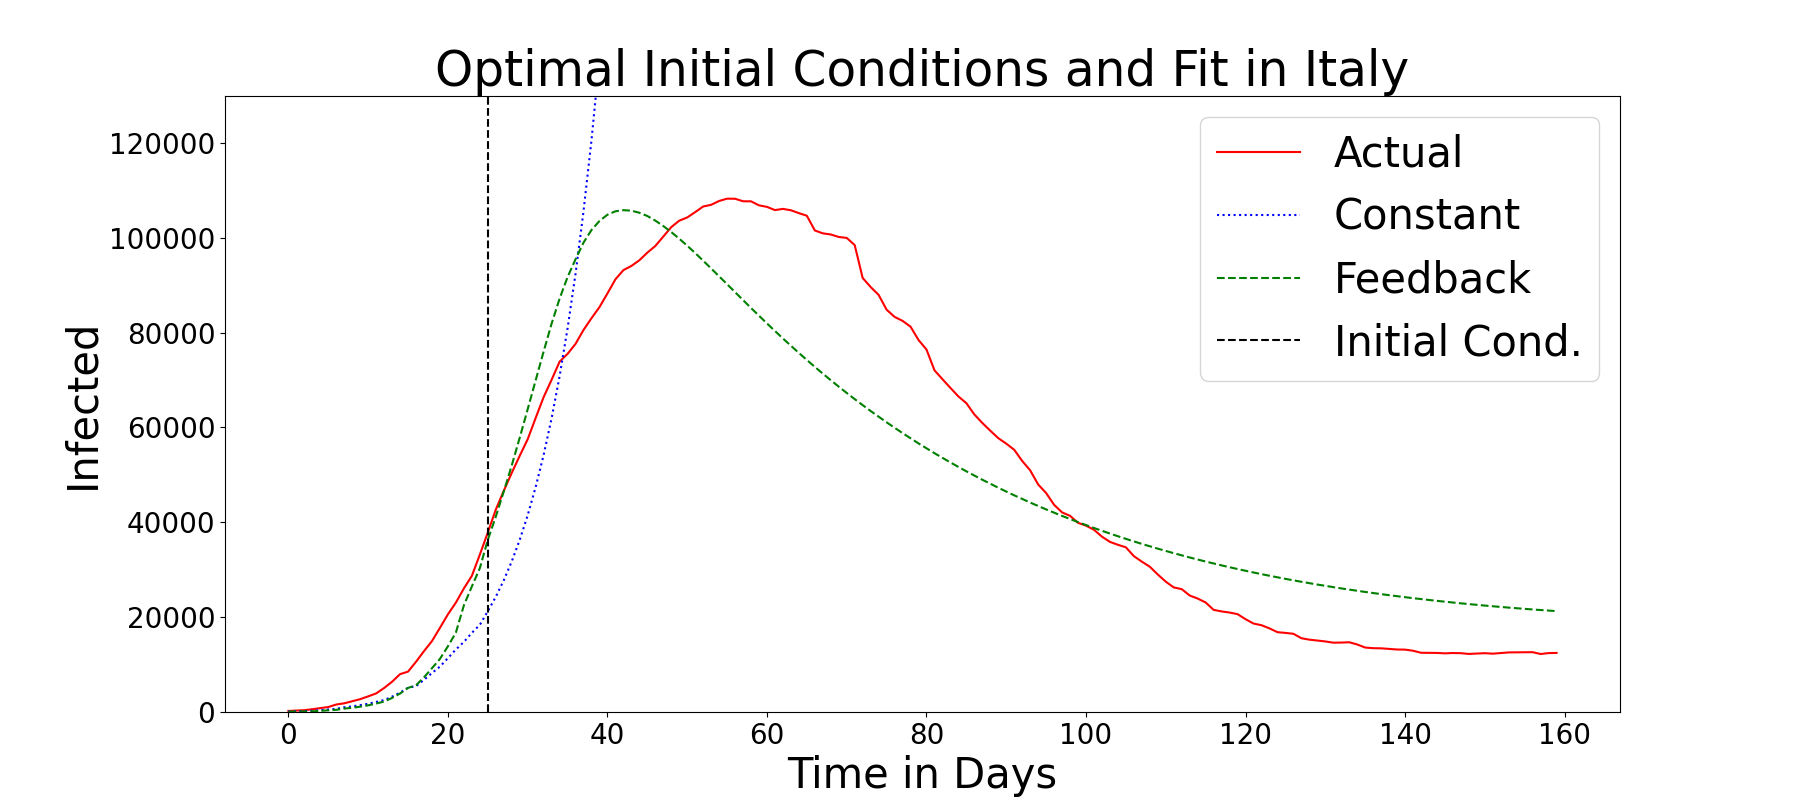 Optimal Initial Conditions and Fit in Italy
Infected
120000
100000
80000
60000
40000
20000
0
Actual
Constant
Feedback
Initial Cond.
0 20 40 60 80 100 120 140 160
Time in Days